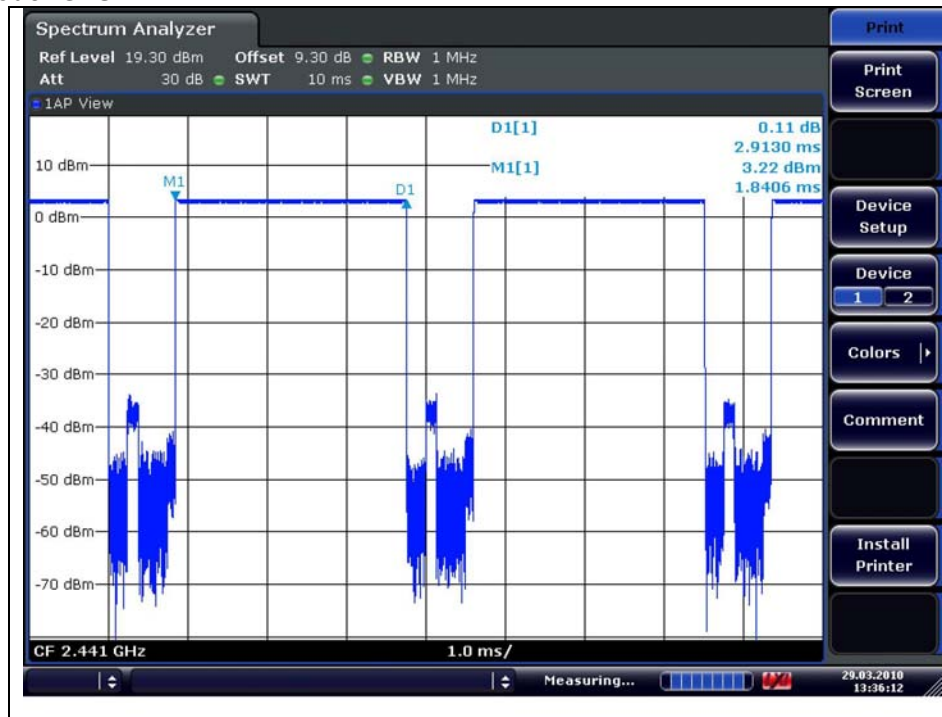 Spectrum Analyzer
Ref Level 19.30 dBm Offset 9.30 dB RBW 1 MHz
Att 30 dB SWT 10 ms VBW 1 MHz
1AP View
D1[1] 0.11 dB
2.9130 ms
M1[1] 3.22 dBm
1.8406 ms
10 dBm
M1
D1
0 dBm
-10 dBm
-20 dBm
-30 dBm
-40 dBm
-50 dBm
-60 dBm
-70 dBm
CF 2.441 GHz 1.0 ms/
Measuring...
29.03.2010
13:36:12
Print
Print
Screen
Device
Setup
Device
1 2
Colors
Comment
Install
Printer